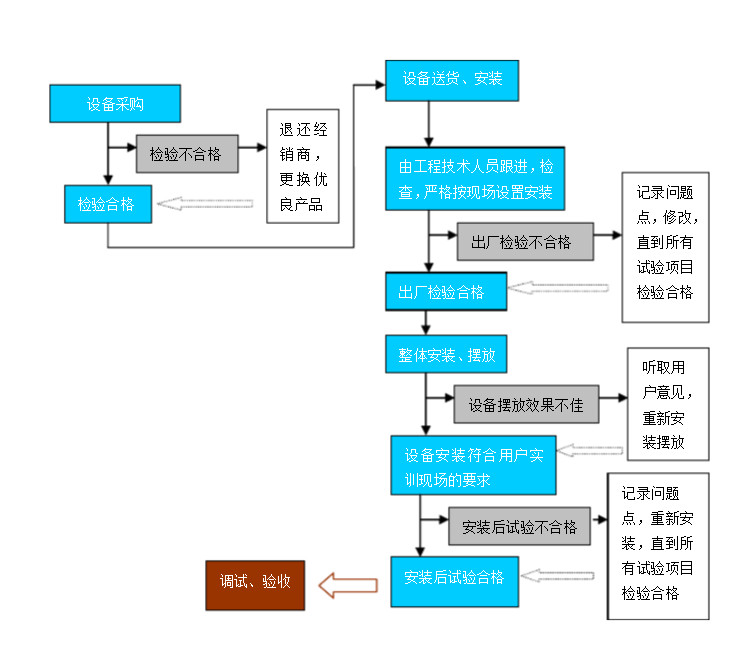 设备采购
检验不合格
退还经
销商，
更换优
良产品
检验合格
设备送货、安装
由工程技术人员跟进，检
查，严格按现场设置安装
出厂检验不合格
记录问题
点，修改，
直到所有
试验项目
检验合格
出厂检验合格
整体安装、摆放
设备摆放效果不佳
听取用
户意见，
重新安
装摆放
设备安装符合用户实
训现场的要求
安装后试验不合格
记录问题
点，重新安
装，直到所
有试验项目
检验合格
安装后试验合格
调试、验收